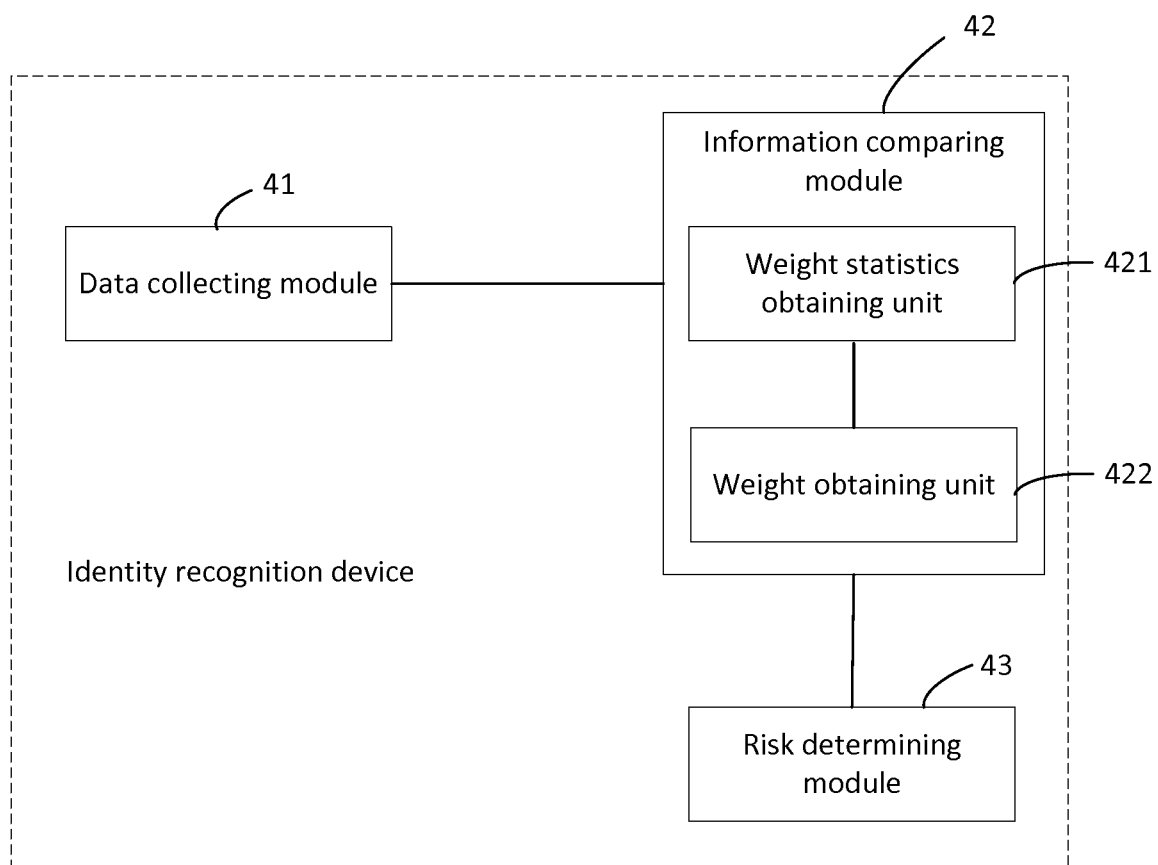 42
Information comparing
module
41
Data collecting module
Weight statistics
obtaining unit
421
Weight obtaining unit
422
Identity recognition device
43
Risk determining
module